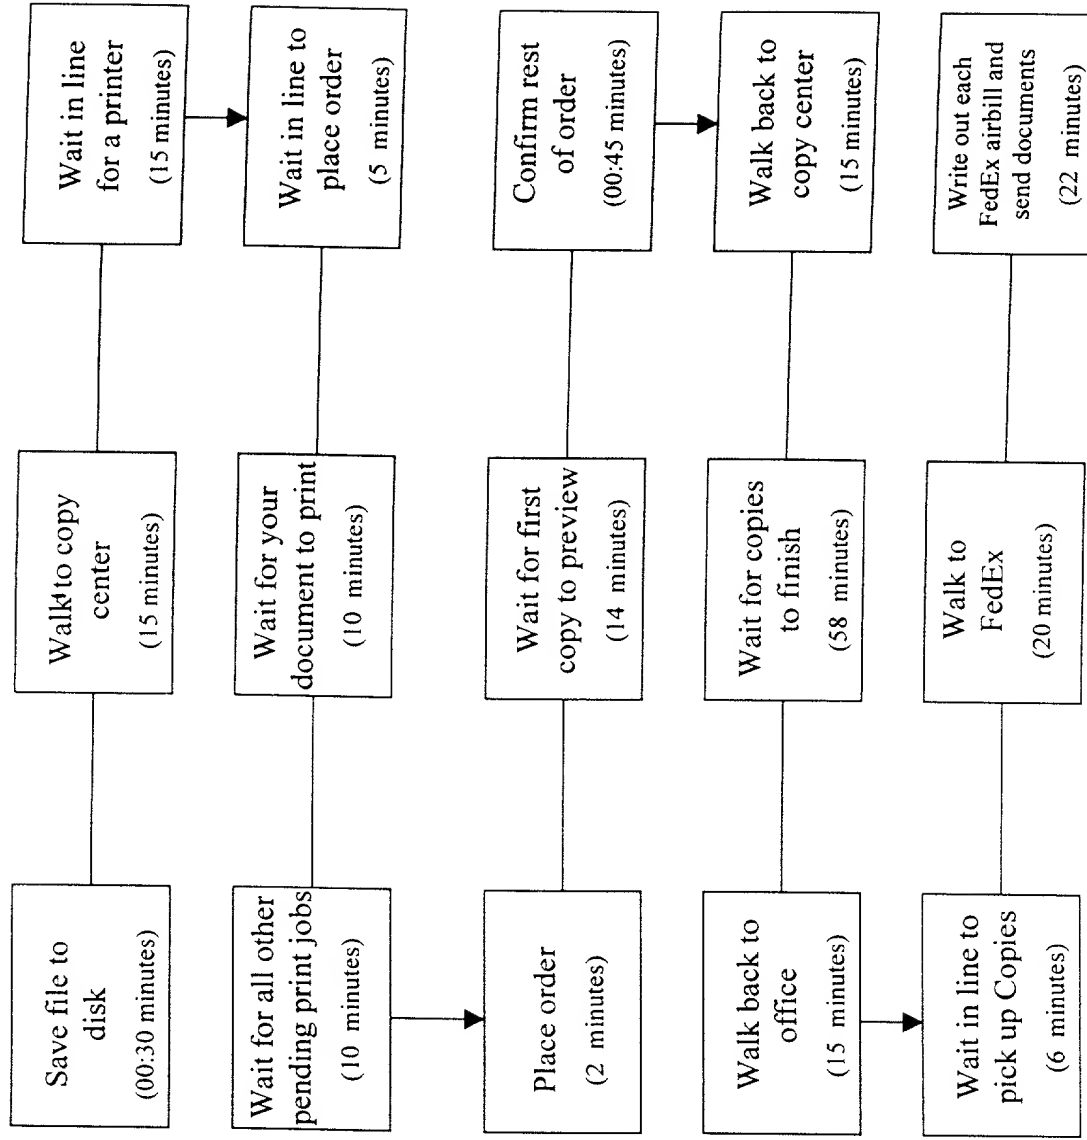 Save file to
disk
(00:30 minutes)
Walk to copy
center
(15 minutes)
Wait in line
for a printer
(15 minutes)
Wait for all other
pending print jobs
(10 minutes)
Wait for your
document to print
(10 minutes)
Wait in line to
place order
(5 minutes)
Place order
(2 minutes)
Wait for first
copy to preview
(14 minutes)
Confirm rest
of order
(00:45 minutes)
Walk back to
office
(15 minutes)
Wait for copies
to finish
(58 minutes)
Walk back to
copy center
(15 minutes)
Wait in line to
pick up Copies
(6 minutes)
Walk to
FedEx
(20 minutes)
Write out each
FedEx airbill and
send documents
(22 minutes)